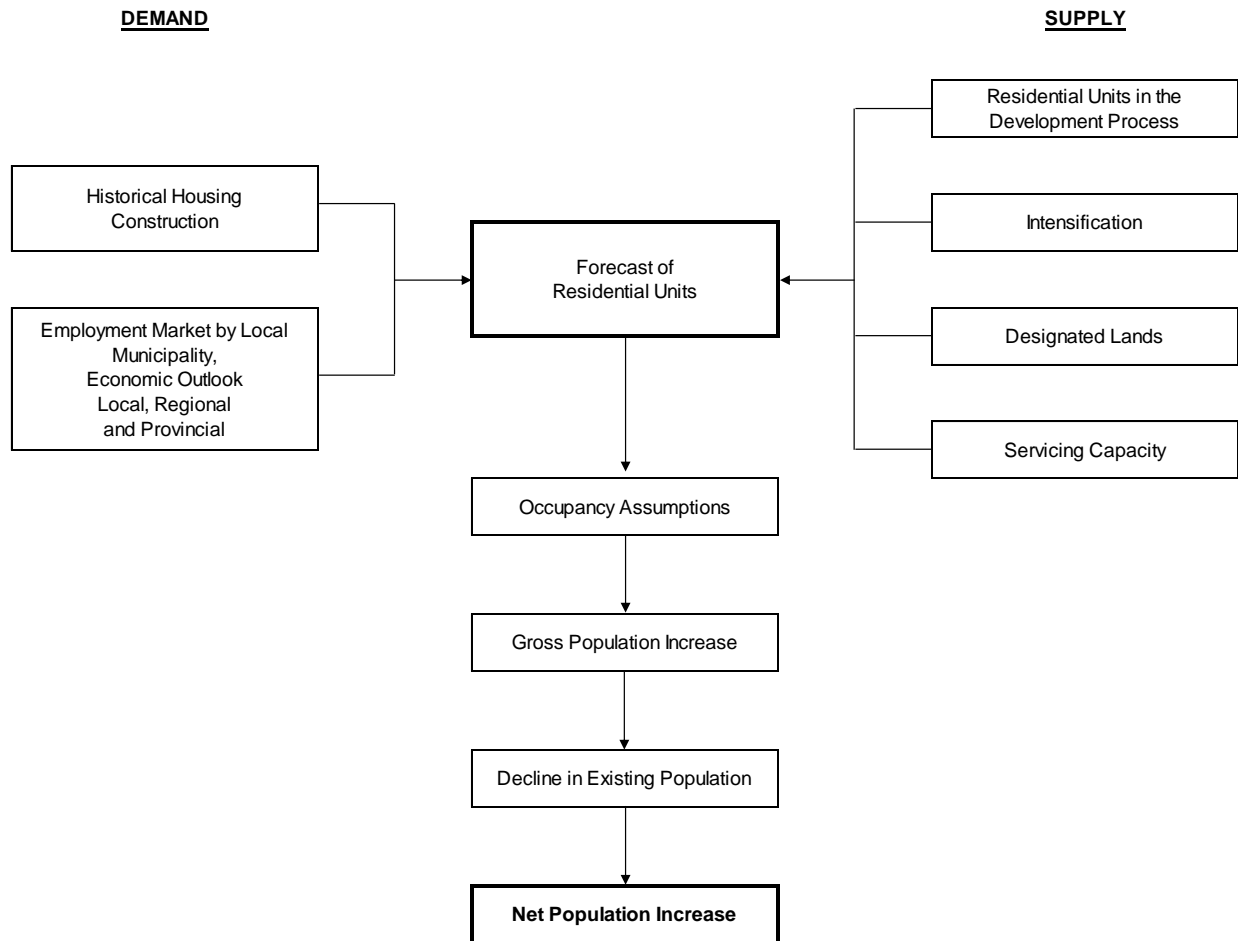 DEMAND
SUPPLY
Residential Units in the
Development Process
Historical Housing
Construction
Intensification
Forecast of
Residential Units
Employment Market by Local
Municipality,
Economic Outlook
Local, Regional
and Provincial
Designated Lands
Servicing Capacity
Occupancy Assumptions
Gross Population Increase
Decline in Existing Population
Net Population Increase